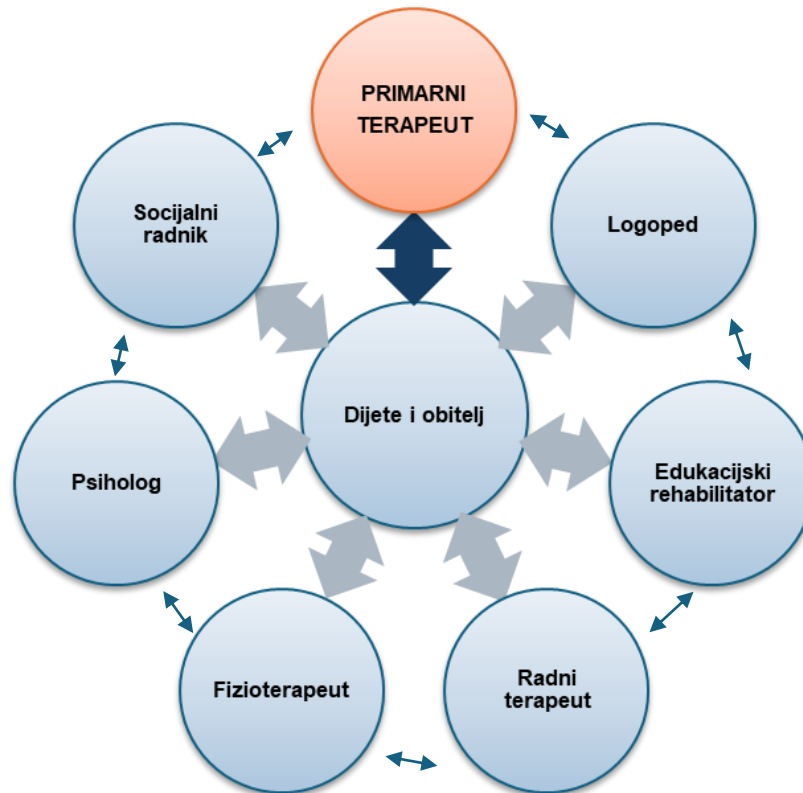 PRIMARNI
TERAPEUT
Socijalni
radnik
Logoped
Dijete i obitelj
Psiholog
Edukacijski
rehabilitator
Fizioterapeut
Radni
terapeut